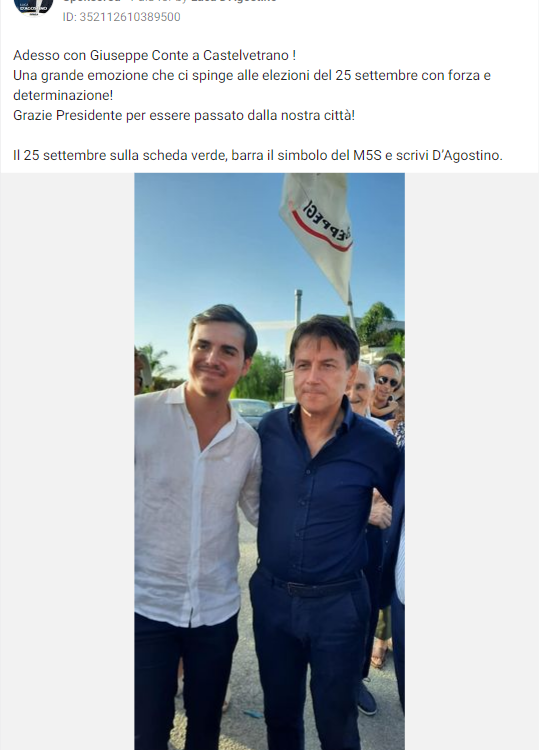 ID: 352112610389500
Adesso con Giuseppe Conte a Castelvetrano !
Una grande emozione che ci spinge alle elezioni del 25 settembre con forza e
determinazione!
Grazie Presidente per essere passato dalla nostra città!
Il 25 settembre sulla scheda verde, barra il simbolo del M5S e scrivi D'Agostino.